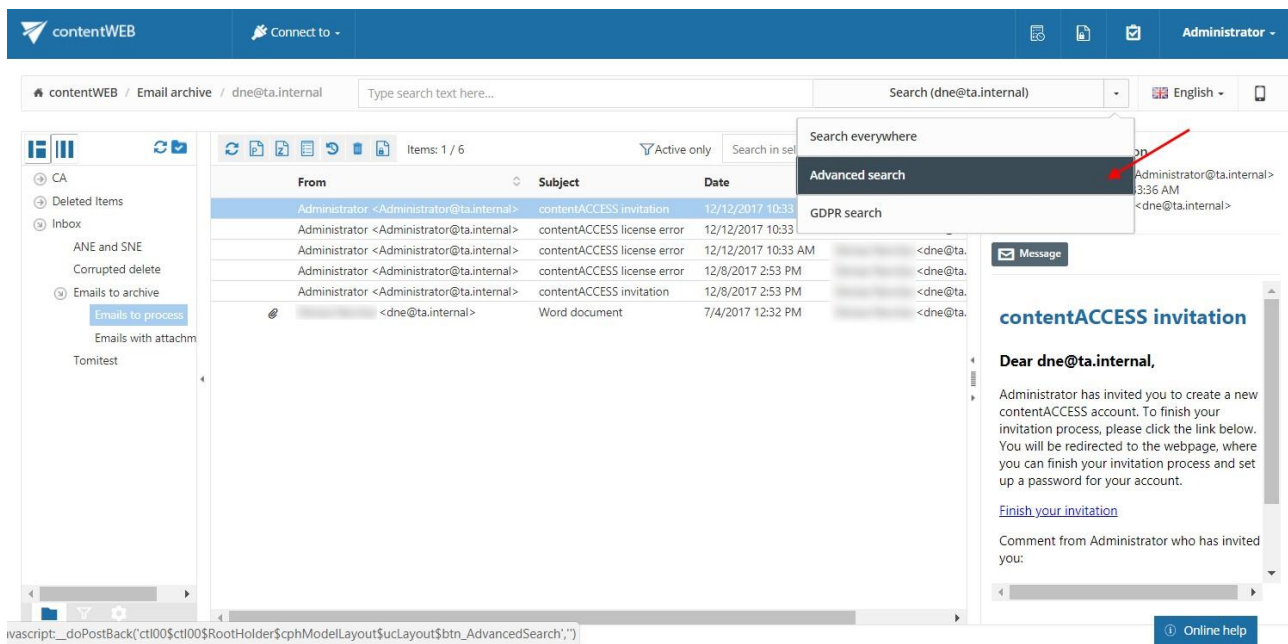 contentWEB
Connect to
Administrator
contentWEB / Email archive / dne@ta.internal
Type search text here...
Search (dne@ta.internal)
English
Search everywhere
Advanced search
GDPR search
CA
Deleted Items
Inbox
ANE and SNE
Corrupted delete
Emails to archive
Emails to process
Emails with attachm
Tomitest
Items: 1 / 6
Active only
Search in sel
From Subject Date
Administrator <Administrator@ta.internal> contentACCESS invitation 12/12/2017 10:33
Administrator <Administrator@ta.internal> contentACCESS license error 12/12/2017 10:33
Administrator <Administrator@ta.internal> contentACCESS license error 12/12/2017 10:33 AM <dne@ta.
Administrator <Administrator@ta.internal> contentACCESS license error 12/8/2017 2:53 PM <dne@ta.
Administrator <Administrator@ta.internal> contentACCESS invitation 12/8/2017 2:53 PM <dne@ta.
<dne@ta.internal> Word document 7/4/2017 12:32 PM <dne@ta.
on
Administrator@ta.internal>
3:36 AM
<dne@ta.internal>
Message
contentACCESS invitation
Dear dne@ta.internal,
Administrator has invited you to create a new
contentACCESS account. To finish your
invitation process, please click the link below.
You will be redirected to the webpage, where
you can finish your invitation process and set
up a password for your account.
Finish your invitation
Comment from Administrator who has invited
you:
Online help
vascript:__doPostBack('ctl00$ctl00$RootHolder$cphModelLayout$ucLayout$btn_AdvancedSearch','')